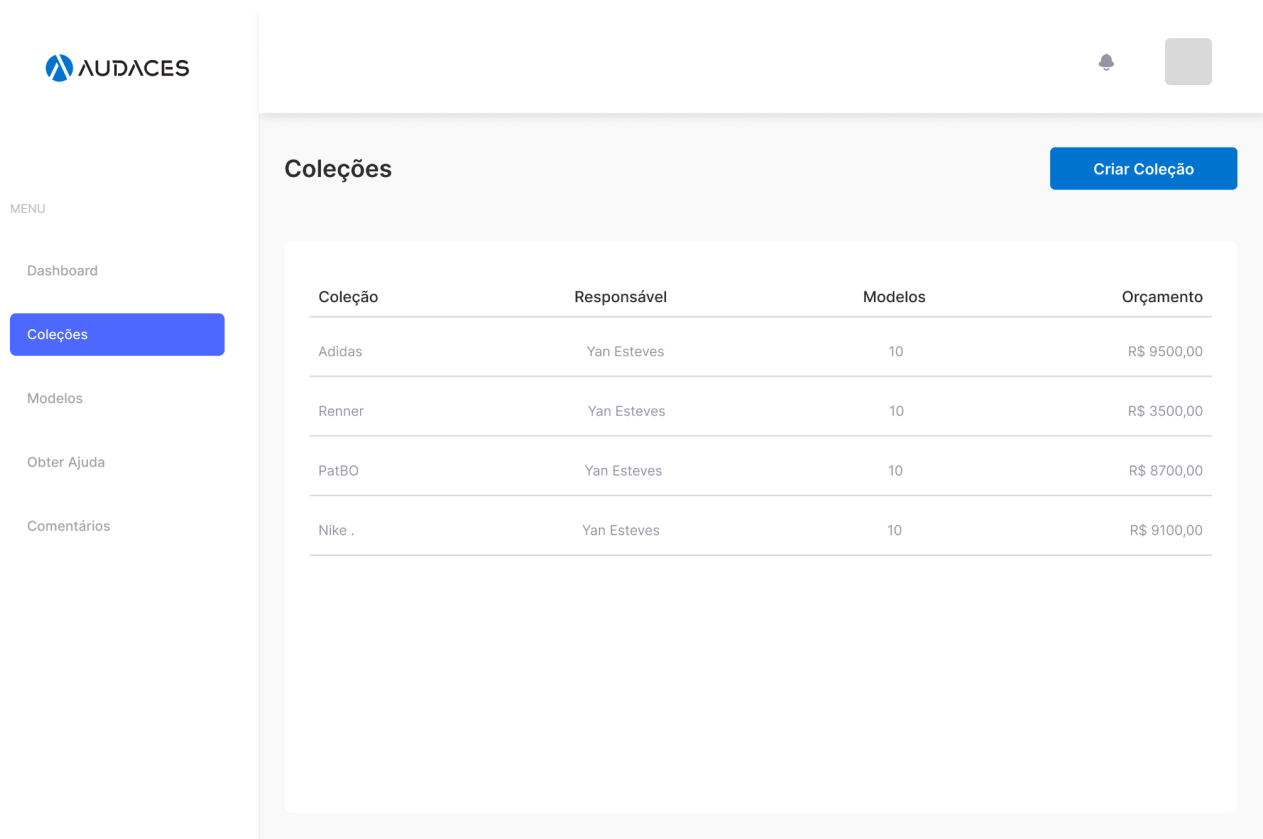 AUDACES
MENU
Dashboard
Coleções
Modelos
Obter Ajuda
Comentários
Coleções
Criar Coleção
Coleção Responsável Modelos Orçamento
Adidas Yan Esteves 10 R$ 9500,00
Renner Yan Esteves 10 R$ 3500,00
PatBO Yan Esteves 10 R$ 8700,00
Nike . Yan Esteves 10 R$ 9100,00